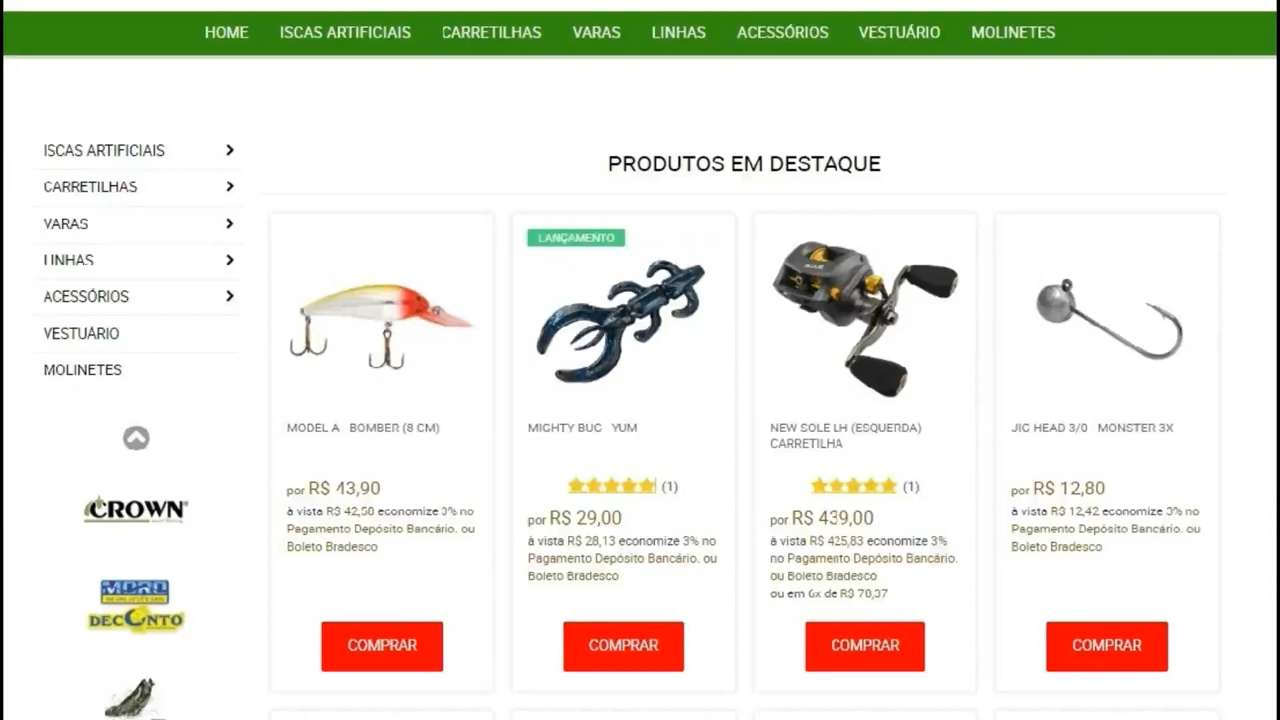 HOME ISCAS ARTIFICIAIS CARRETILHAS VARAS LINHAS ACESSÓRIOS VESTUÁRIO MOLINETES
ISCAS ARTIFICIAIS
CARRETILHAS
VARAS
LINHAS
ACESSÓRIOS
VESTUÁRIO
MOLINETES
CROWN
MORO
DECONTO
PRODUTOS EM DESTAQUE
MODEL A BOMBER (8 CM)
por R$ 43,90
à vista R$ 42,58 economize 3% no
Pagamento Depósito Bancário, ou
Boleto Bradesco
COMPRAR
LANÇAMENTO
MIGHTY BUG YUM
(1)
por R$ 29,00
à vista R$ 28,13 economize 3% no
Pagamento Depósito Bancário, ou
Boleto Bradesco
COMPRAR
NEW SOLE LH (ESQUERDA)
CARRETILHA
(1)
por R$ 439,00
à vista R$ 425,83 economize 3%
no Pagamento Depósito Bancário,
ou Boleto Bradesco
ou em 6x de R$ 70,37
COMPRAR
JIG HEAD 3/0 MONSTER 3X
por R$ 12,80
à vista R$ 12,42 economize 3% no
Pagamento Depósito Bancário, ou
Boleto Bradesco
COMPRAR